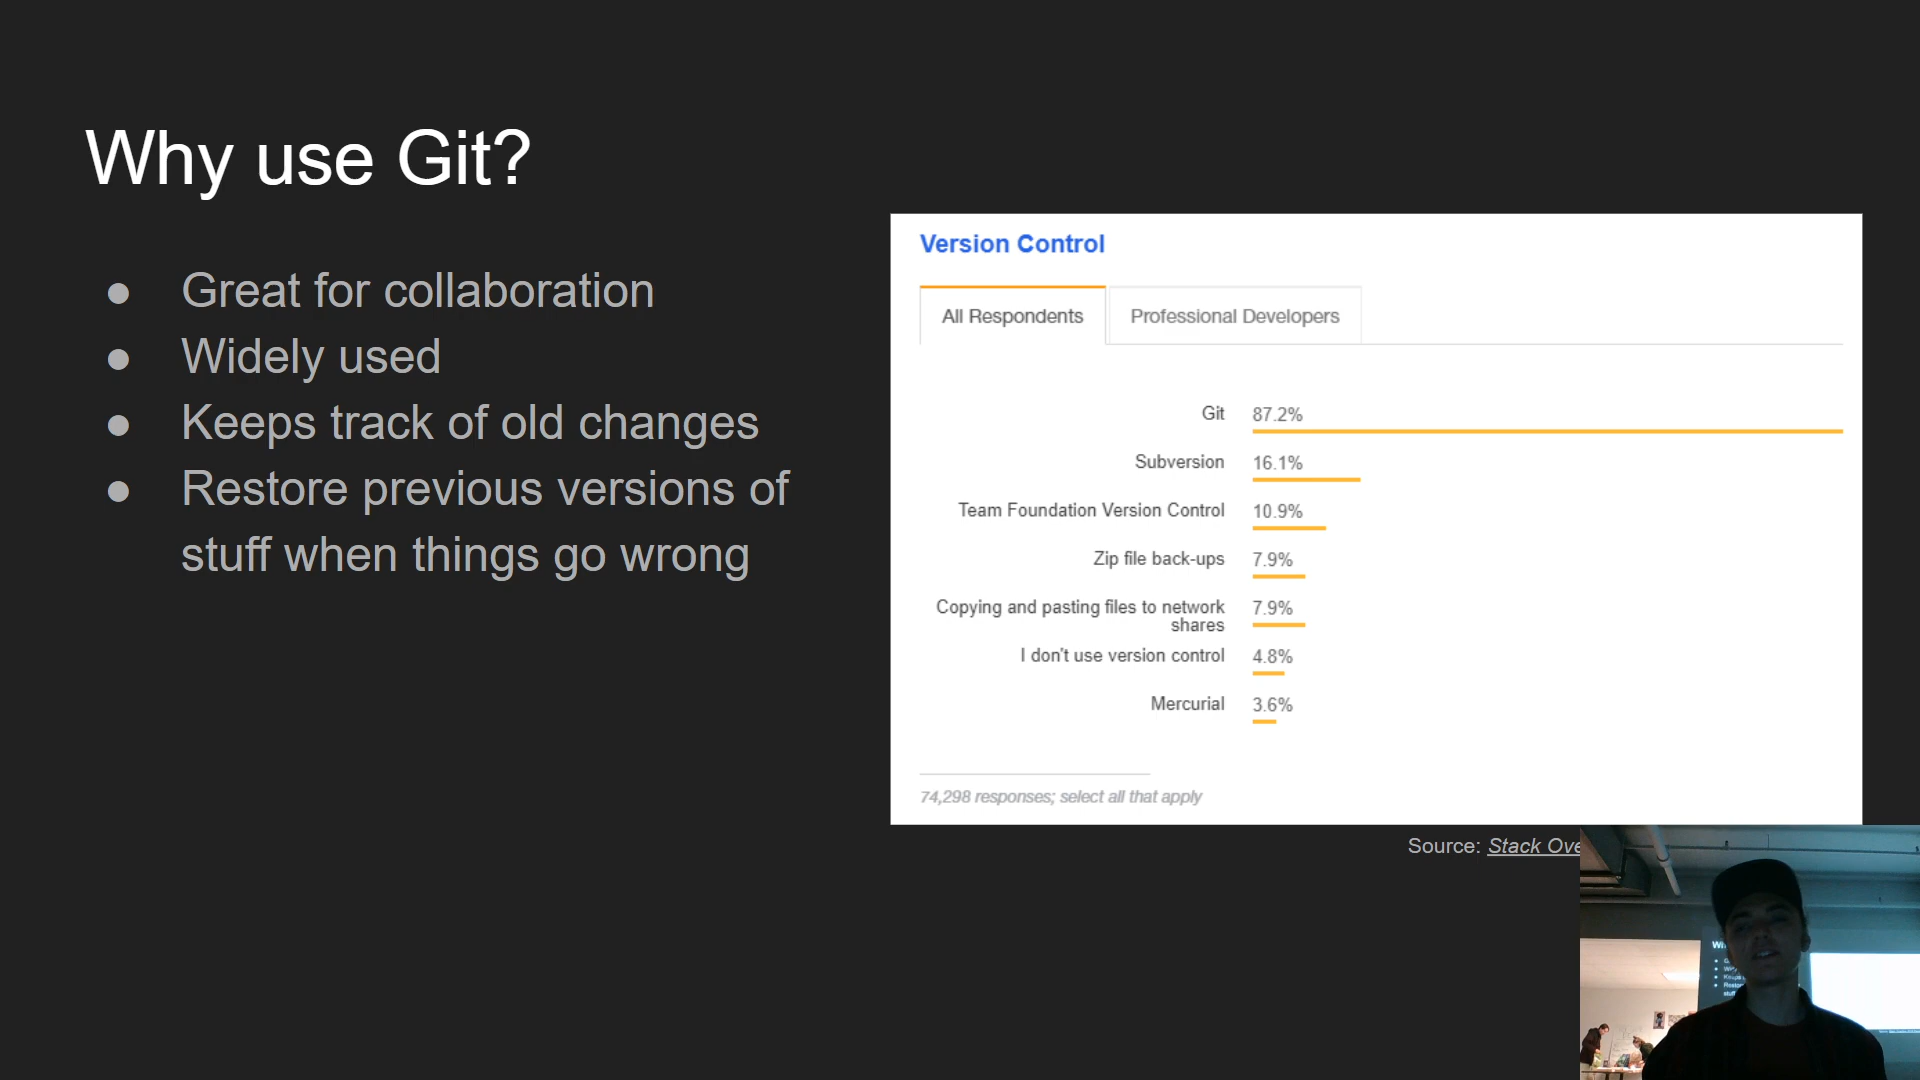 Why use Git?
● Great for collaboration
● Widely used
● Keeps track of old changes
● Restore previous versions of
stuff when things go wrong
Version Control
All Respondents
Professional Developers
Git 87.2%
Subversion 16.1%
Team Foundation Version Control 10.9%
Zip file back-ups 7.9%
Copying and pasting files to network
shares 7.9%
I don't use version control 4.8%
Mercurial 3.6%
74,298 responses; select all that apply
Source: Stack Ove